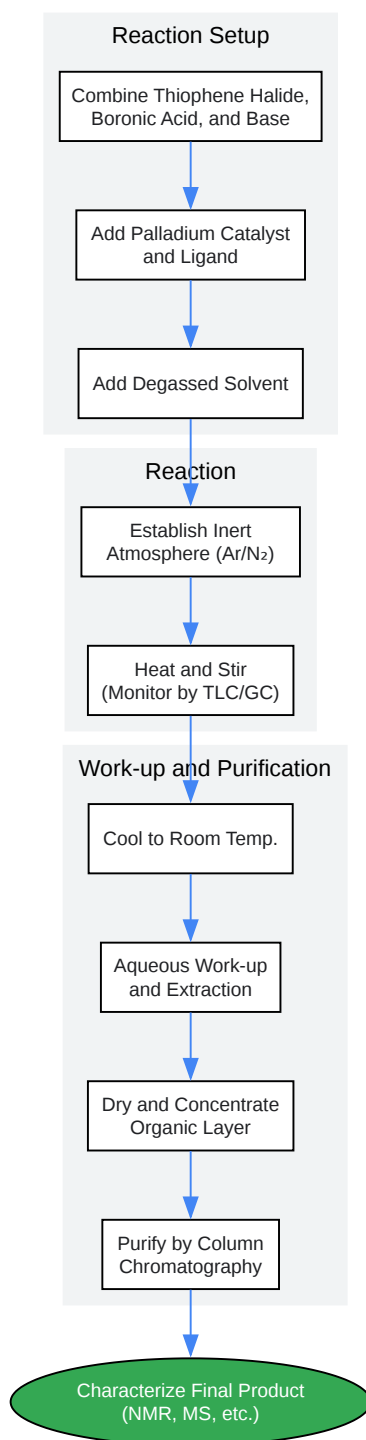 Reaction Setup
Combine Thiophene Halide,
Boronic Acid, and Base
Add Palladium Catalyst
and Ligand
Add Degassed Solvent
Reaction
Establish Inert
Atmosphere (Ar/N₂)
Heat and Stir
(Monitor by TLC/GC)
Work-up and Purification
Cool to Room Temp.
Aqueous Work-up
and Extraction
Dry and Concentrate
Organic Layer
Purify by Column
Chromatography
Characterize Final Product
(NMR, MS, etc.)